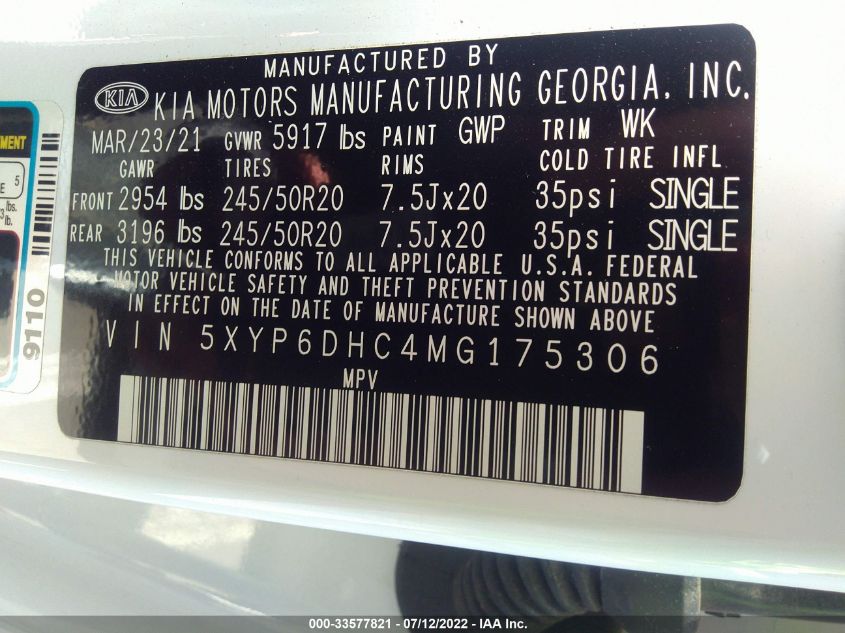 MANUFACTURED BY
KIA KIA MOTORS MANUFACTURING GEORGIA, INC.
MAR/23/21 GVWR 5917 lbs PAINT GWP TRIM WK
GAWR TIRES RIMS COLD TIRE INFL
FRONT 2954 lbs 245/50R20 7.5Jx20 35psi SINGLE
REAR 3196 lbs 245/50R20 7.5Jx20 35psi SINGLE
THIS VEHICLE CONFORMS TO ALL APPLICABLE U.S.A. FEDERAL
MOTOR VEHICLE SAFETY AND THEFT PREVENTION STANDARDS
IN EFFECT ON THE DATE OF MANUFACTURE SHOWN ABOVE
VIN 5XYP6DHC4MG175306
MPV
5
lbs.
lb.
9110
000-33577821 - 07/12/2022 - IAA Inc.